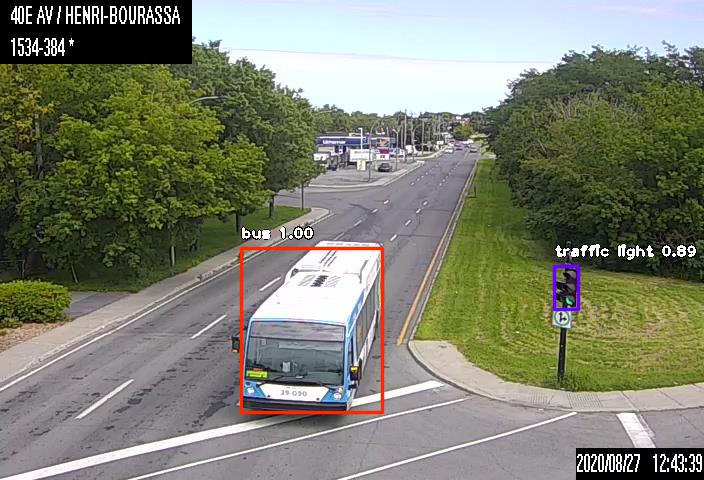 40E AV / HENRI-BOURASSA
1534-384 *
bus 1.00
traffic light 0.89
39-090
2020/08/27 12:43:39